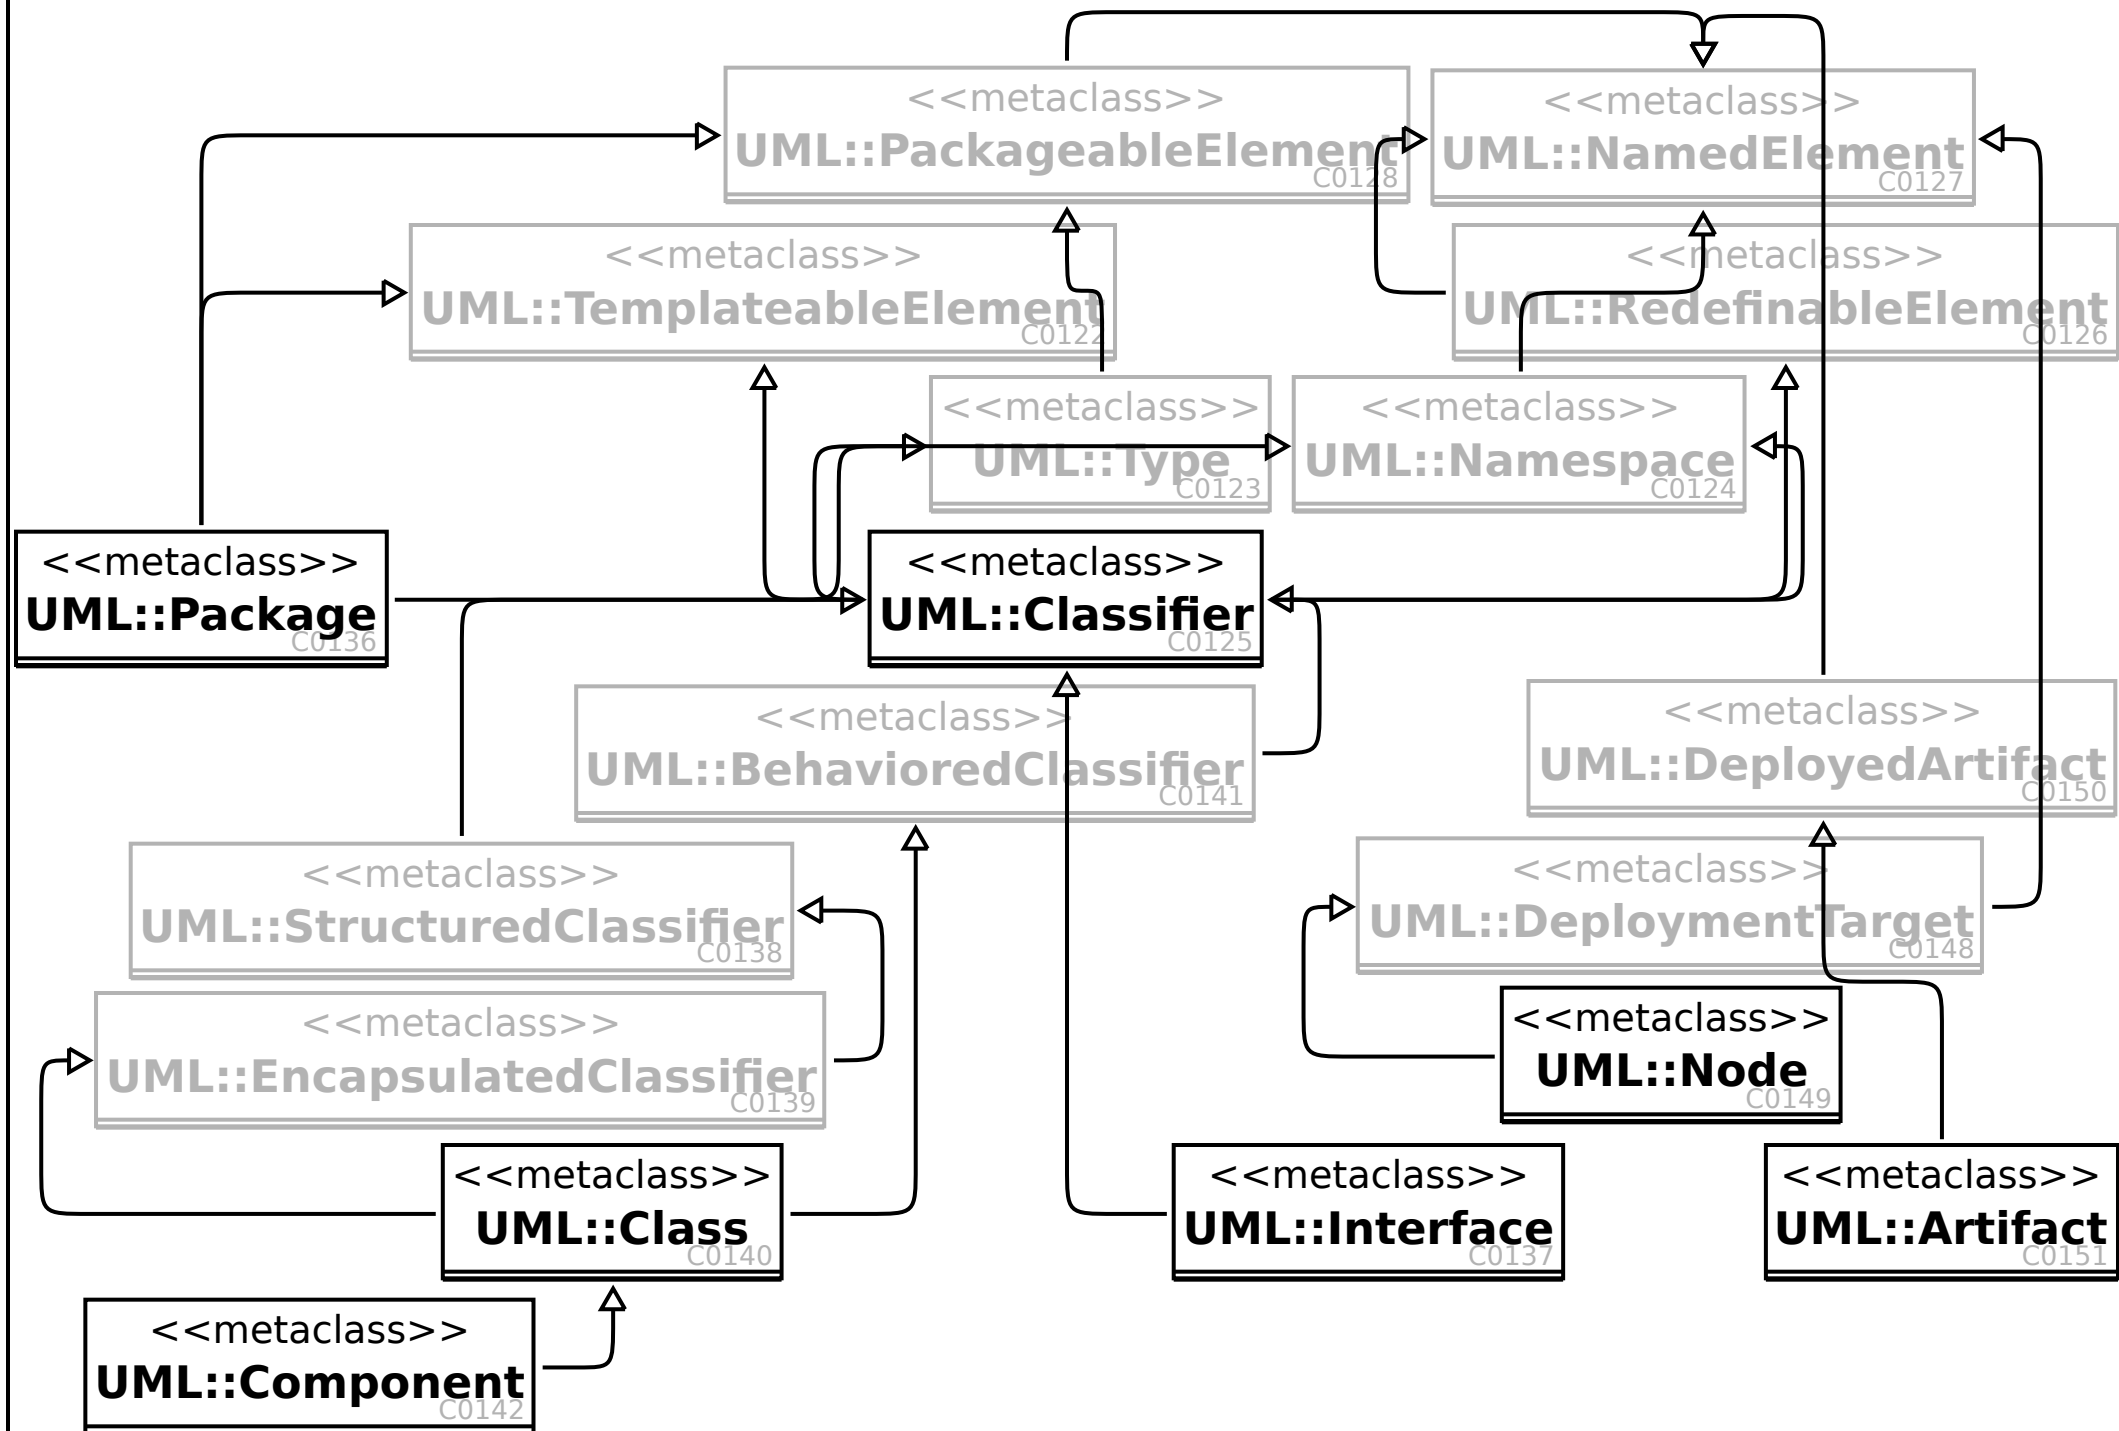 <<metaclass>>
UML::PackageableElement
C0128
<<metaclass>>
UML::NamedElement
C0127
<<metaclass>>
UML::TemplateableElement
C0122
<<metaclass>>
UML::RedefinableElement
C0126
<<metaclass>>
UML::Type
C0123
<<metaclass>>
UML::Namespace
C0124
<<metaclass>>
UML::Package
C0136
<<metaclass>>
UML::Classifier
C0125
<<metaclass>>
UML::BehavioredClassifier
C0141
<<metaclass>>
UML::DeployedArtifact
C0150
<<metaclass>>
UML::StructuredClassifier
C0138
<<metaclass>>
UML::DeploymentTarget
C0148
<<metaclass>>
UML::EncapsulatedClassifier
C0139
<<metaclass>>
UML::Node
C0149
<<metaclass>>
UML::Class
C0140
<<metaclass>>
UML::Interface
C0137
<<metaclass>>
UML::Artifact
C0151
<<metaclass>>
UML::Component
C0142